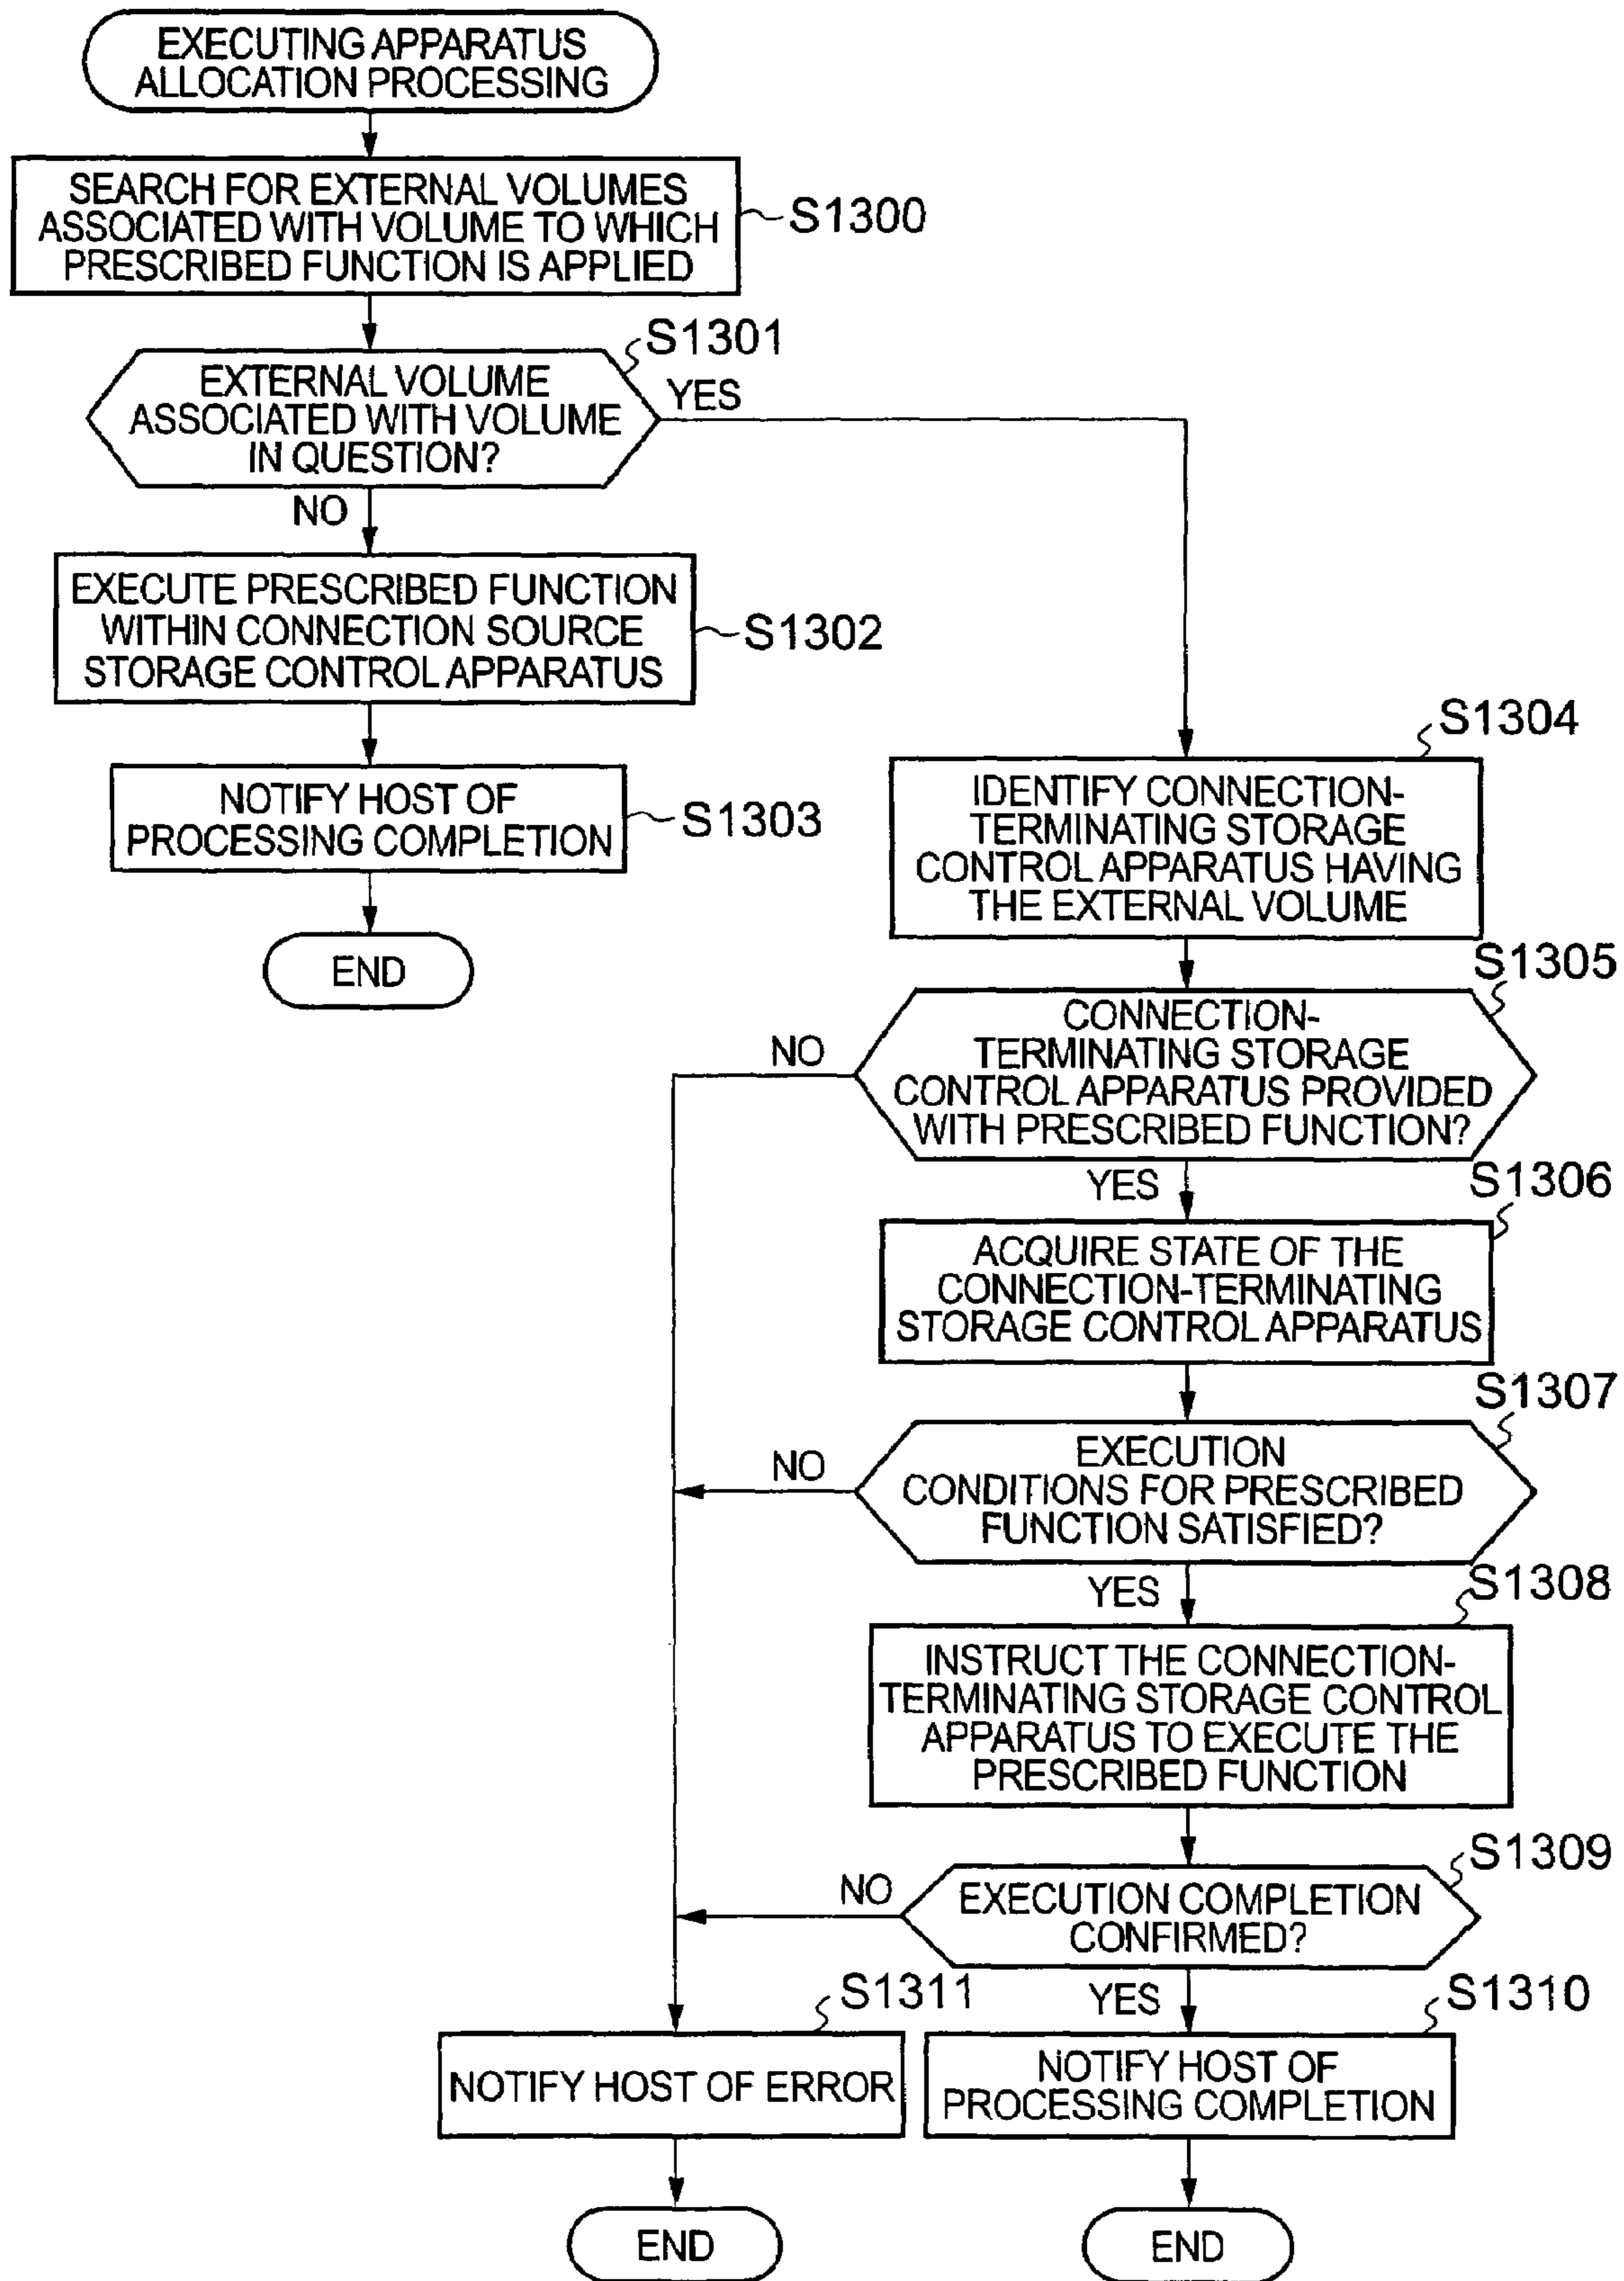 EXECUTING APPARATUS
ALLOCATION PROCESSING
SEARCH FOR EXTERNAL VOLUMES
ASSOCIATED WITH VOLUME TO WHICH
PRESCRIBED FUNCTION IS APPLIED
S1300
S1301
EXTERNAL VOLUME
ASSOCIATED WITH VOLUME
IN QUESTION?
YES
NO
EXECUTE PRESCRIBED FUNCTION
WITHIN CONNECTION SOURCE
STORAGE CONTROL APPARATUS
S1302
NOTIFY HOST OF
PROCESSING COMPLETION
S1303
END
S1304
IDENTIFY CONNECTION-
TERMINATING STORAGE
CONTROL APPARATUS HAVING
THE EXTERNAL VOLUME
S1305
CONNECTION-
TERMINATING STORAGE
CONTROL APPARATUS PROVIDED
WITH PRESCRIBED FUNCTION?
NO
YES
S1306
ACQUIRE STATE OF THE
CONNECTION-TERMINATING
STORAGE CONTROL APPARATUS
S1307
EXECUTION
CONDITIONS FOR PRESCRIBED
FUNCTION SATISFIED?
NO
YES
S1308
INSTRUCT THE CONNECTION-
TERMINATING STORAGE CONTROL
APPARATUS TO EXECUTE THE
PRESCRIBED FUNCTION
S1309
EXECUTION COMPLETION
CONFIRMED?
NO
YES
S1311
NOTIFY HOST OF ERROR
END
S1310
NOTIFY HOST OF
PROCESSING COMPLETION
END